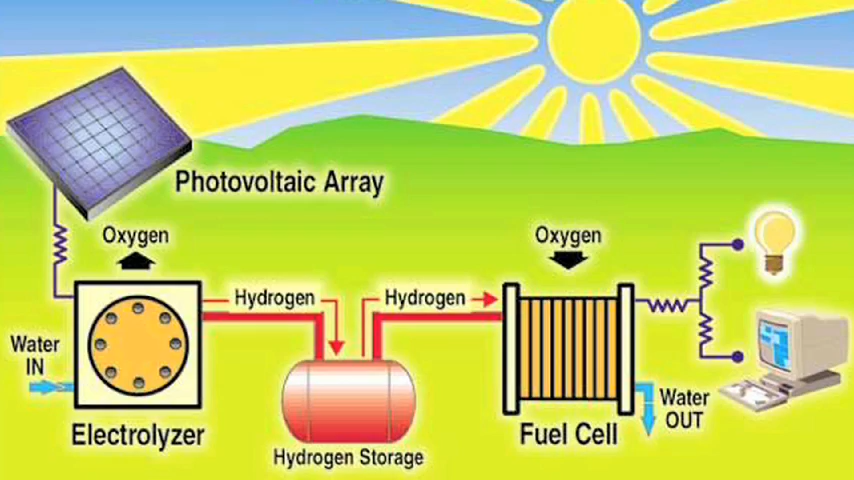 Photovoltaic Array
Oxygen
Oxygen
Hydrogen
Hydrogen
Water
IN
Water
OUT
Electrolyzer
Fuel Cell
Hydrogen Storage